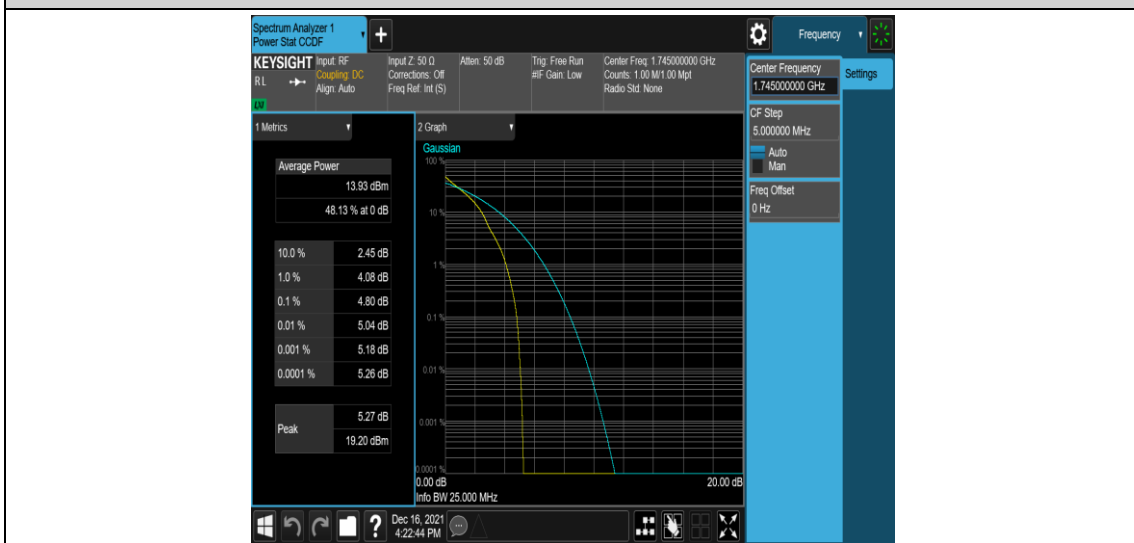 Spectrum Analyzer 1
Power Stat CCDF
+
Frequency
KEYSIGHT
RL
LXI
Input: RF
Coupling: DC
Align: Auto
Input Z: 50 Ω
Corrections: Off
Freq Ref: Int (S)
Atten: 50 dB
Trig: Free Run
#IF Gain: Low
Center Freq: 1.745000000 GHz
Counts: 1.00 M/1.00 Mpt
Radio Std: None
Center Frequency
1.745000000 GHz
Settings
CF Step
5.000000 MHz
Auto
Man
Freq Offset
0 Hz
1 Metrics
Average Power
13.93 dBm
48.13 % at 0 dB
10.0 % 2.45 dB
1.0 % 4.08 dB
0.1 % 4.80 dB
0.01 % 5.04 dB
0.001 % 5.18 dB
0.0001 % 5.26 dB
Peak 5.27 dB
19.20 dBm
2 Graph
Gaussian
100 %
10 %
1 %
0.1 %
0.01 %
0.001 %
0.0001 %
0.00 dB 20.00 dB
Info BW 25.000 MHz
?
Dec 16, 2021
4:22:44 PM